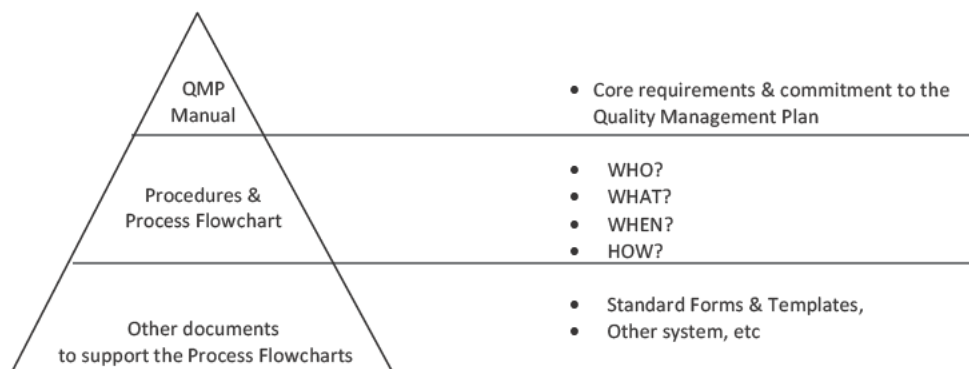 QMP
Manual
• Core requirements & commitment to the
Quality Management Plan
Procedures &
Process Flowchart
• WHO?
• WHAT?
• WHEN?
• HOW?
Other documents
to support the Process Flowcharts
• Standard Forms & Templates,
• Other system, etc